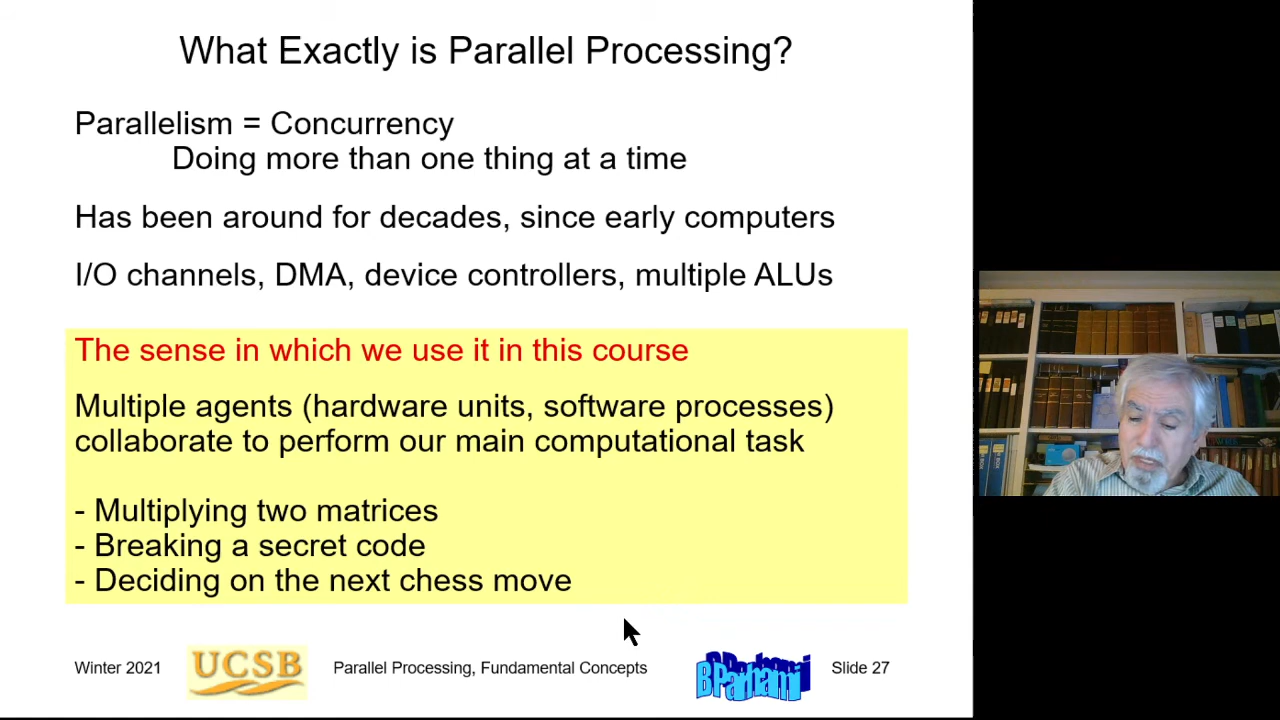 What Exactly is Parallel Processing?
Parallelism = Concurrency
Doing more than one thing at a time
Has been around for decades, since early computers
I/O channels, DMA, device controllers, multiple ALUs
The sense in which we use it in this course
Multiple agents (hardware units, software processes)
collaborate to perform our main computational task
- Multiplying two matrices
- Breaking a secret code
- Deciding on the next chess move
Winter 2021
UCSB
Parallel Processing, Fundamental Concepts
BParhami
Slide 27